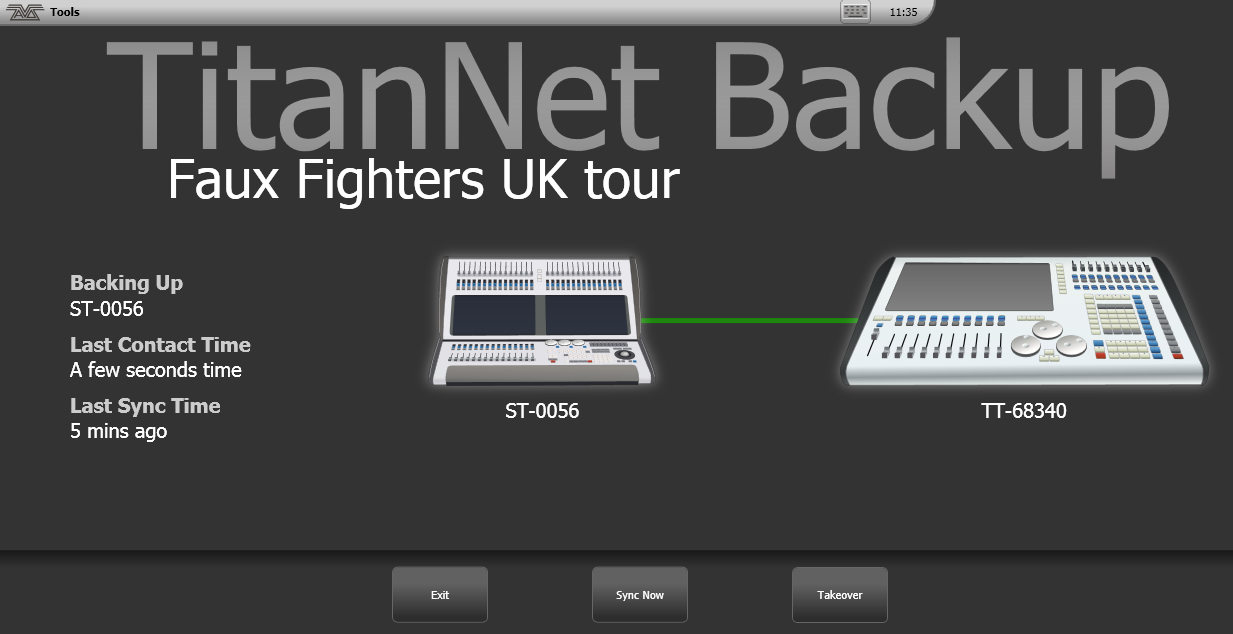 Tools
11:35
TitanNet Backup
Faux Fighters UK tour
Backing Up
ST-0056
Last Contact Time
A few seconds time
Last Sync Time
5 mins ago
ST-0056
TT-68340
Exit
Sync Now
Takeover